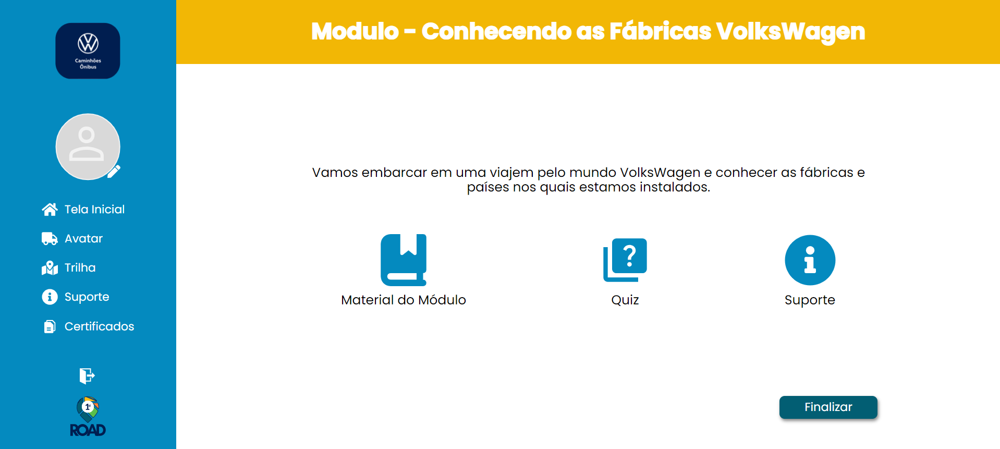 Caminhões
Ônibus
Tela Inicial
Avatar
Trilha
Suporte
Certificados
1st
ROAD
Modulo - Conhecendo as Fábricas VolksWagen
Vamos embarcar em uma viajem pelo mundo VolksWagen e conhecer as fábricas e
países nos quais estamos instalados.
Material do Módulo
Quiz
Suporte
Finalizar